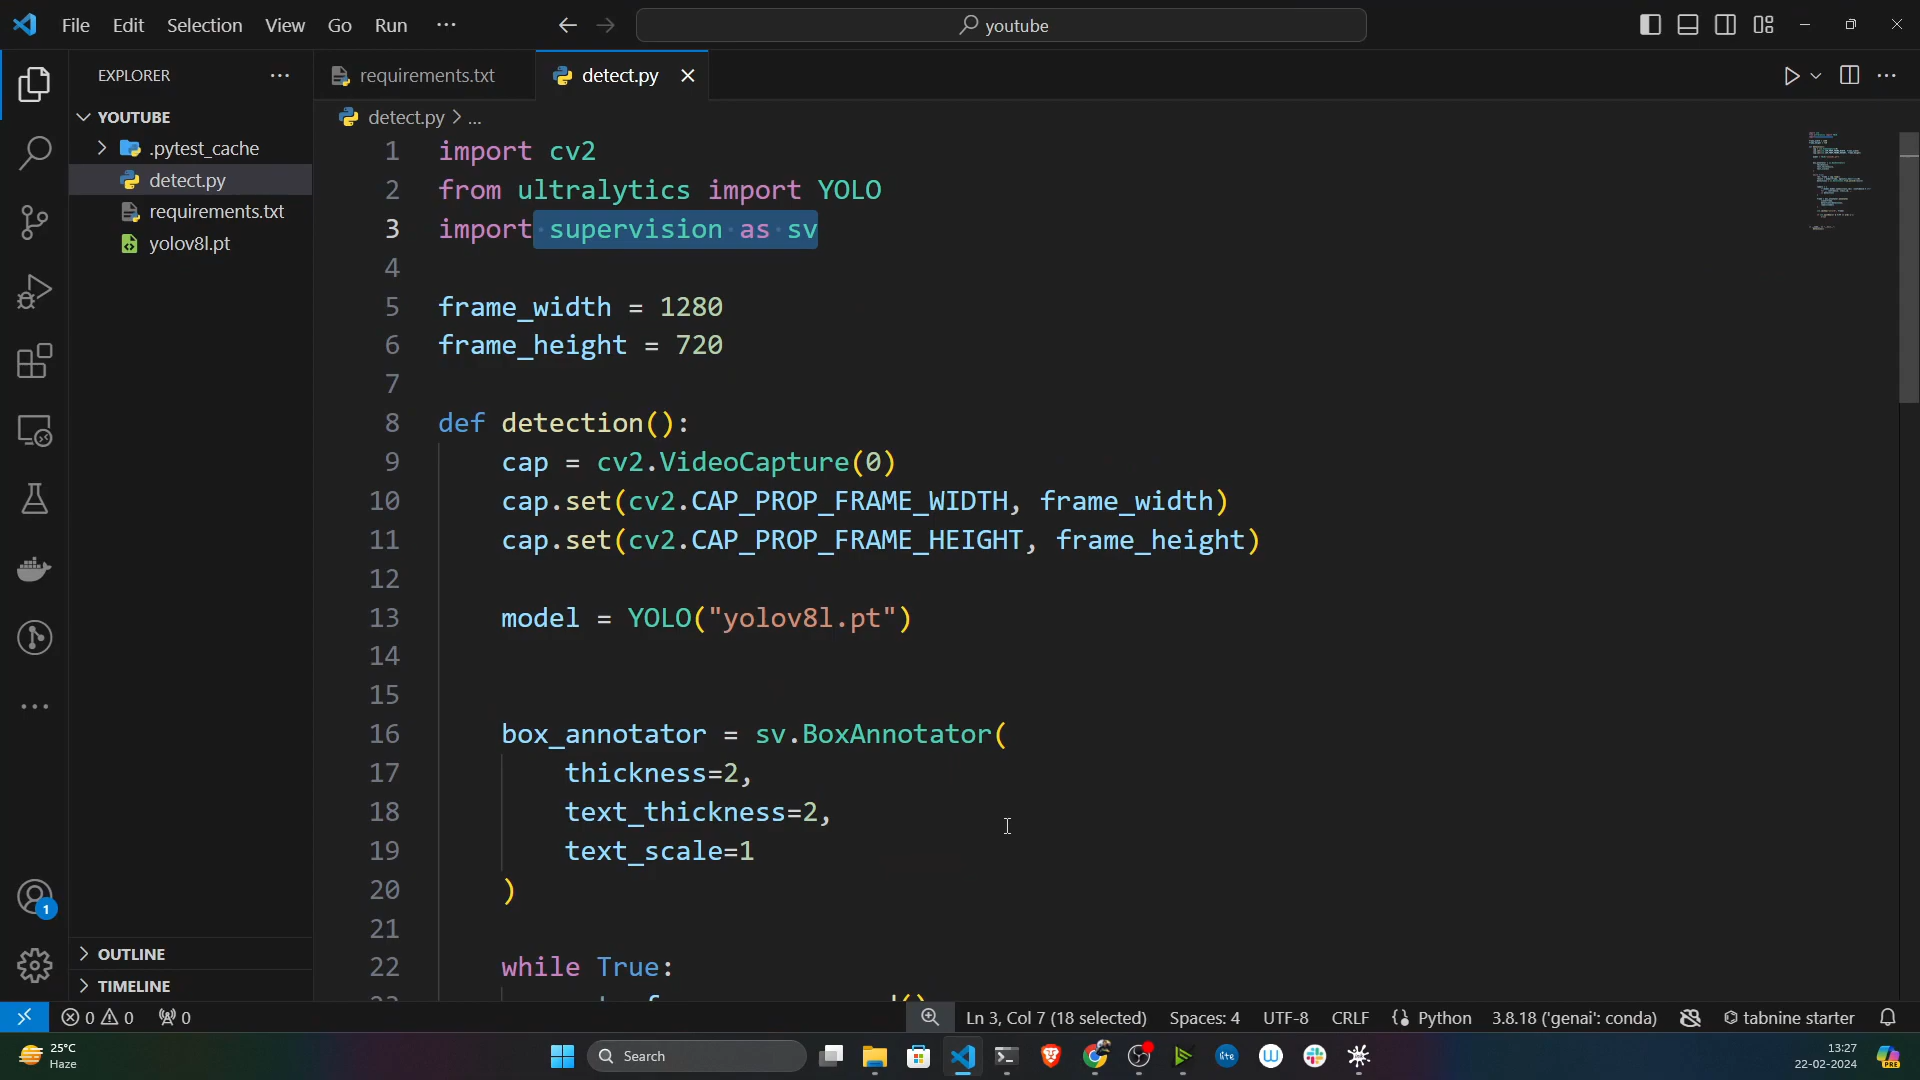 File Edit Selection View Go Run ···
youtube
EXPLORER
requirements.txt
detect.py
YOUTUBE
.pytest_cache
detect.py
requirements.txt
yolov8l.pt
detect.py > ...
1 import cv2
2 from ultralytics import YOLO
3 import supervision as sv
4
5 frame_width = 1280
6 frame_height = 720
7
8 def detection():
9 cap = cv2.VideoCapture(0)
10 cap.set(cv2.CAP_PROP_FRAME_WIDTH, frame_width)
11 cap.set(cv2.CAP_PROP_FRAME_HEIGHT, frame_height)
12
13 model = YOLO("yolov8l.pt")
14
15
16 box_annotator = sv.BoxAnnotator(
17 thickness=2,
18 text_thickness=2,
19 text_scale=1
20 )
21
22 while True:
1
OUTLINE
TIMELINE
0 0 0
Ln 3, Col 7 (18 selected) Spaces: 4 UTF-8 CRLF Python 3.8.18 ('genai': conda) tabnine starter
25°C
Haze
Search
13:27
22-02-2024